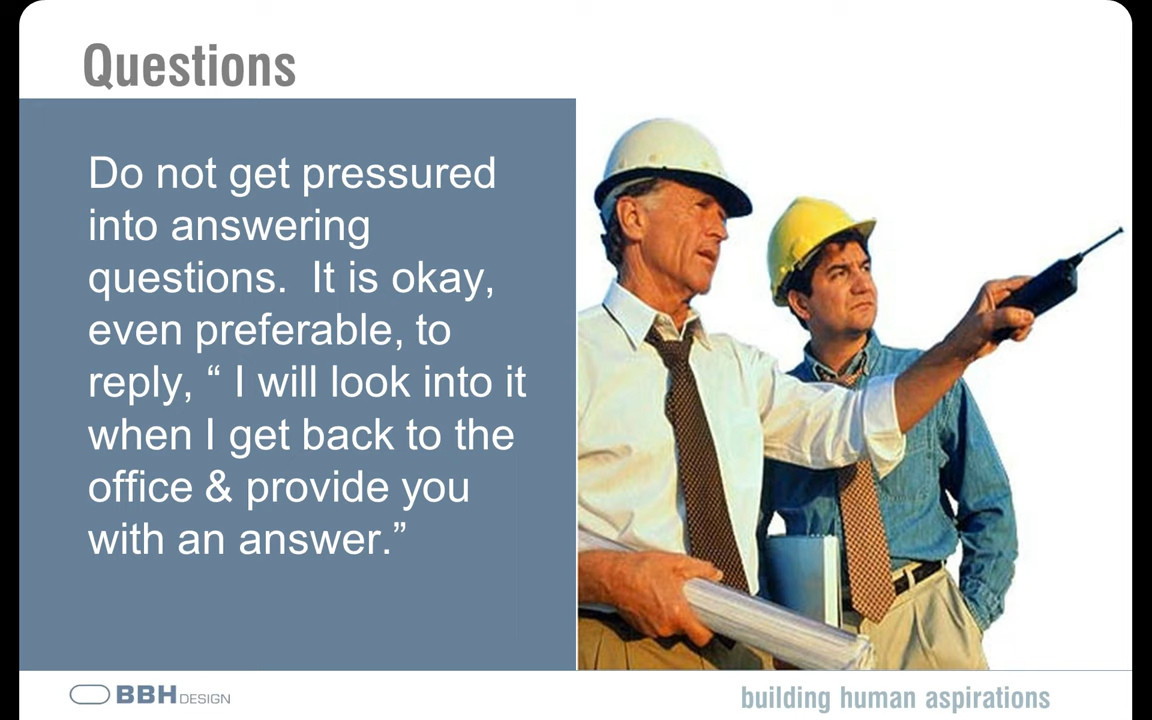 Questions
Do not get pressured
into answering
questions.  It is okay,
even preferable, to
reply, “ I will look into it
when I get back to the
office & provide you
with an answer.”
BBH DESIGN
building human aspirations